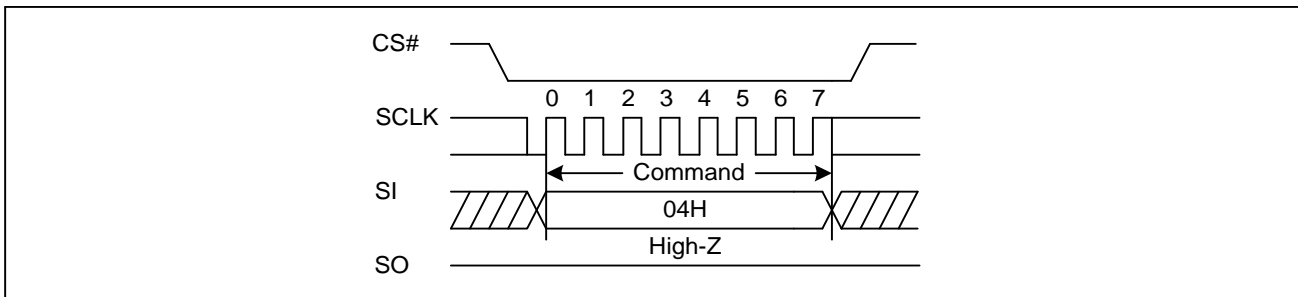 CS#
0 1 2 3 4 5 6 7
SCLK
Command
SI
04H
High-Z
SO